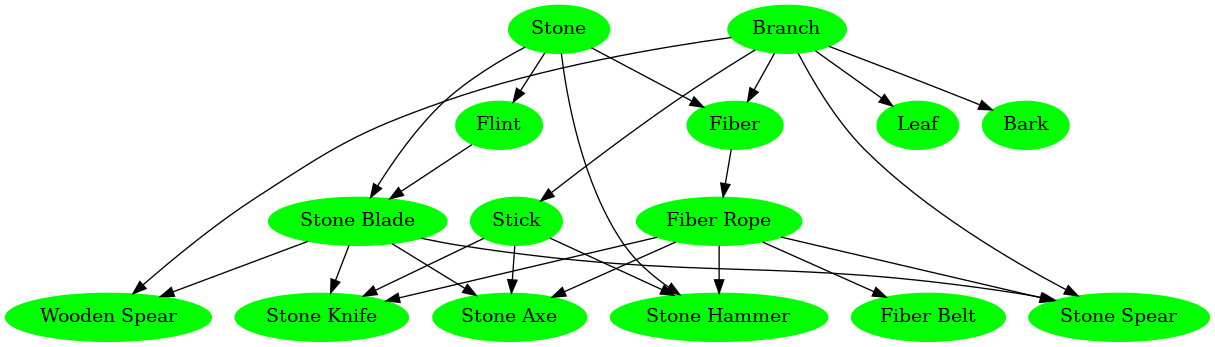 Stone
Branch
Flint
Fiber
Leaf
Bark
Stone Blade
Stick
Fiber Rope
Wooden Spear
Stone Knife
Stone Axe
Stone Hammer
Fiber Belt
Stone Spear